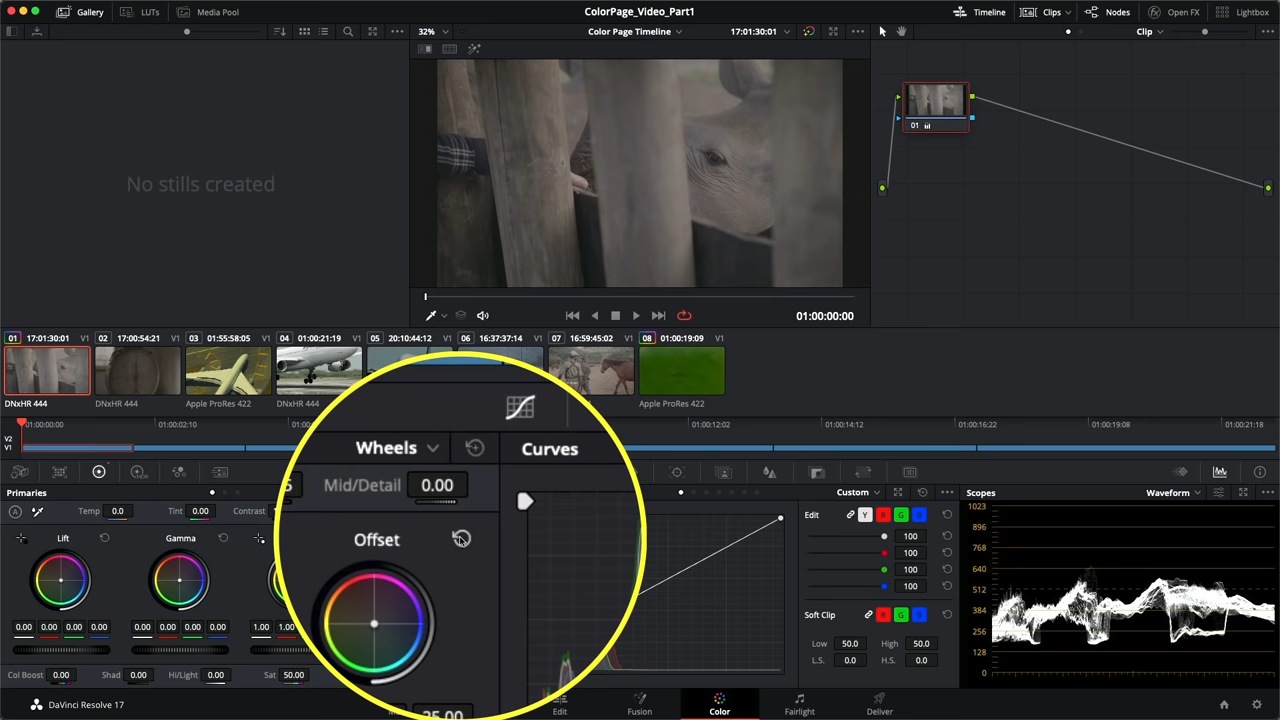 ColorPage_Video_Part1
Gallery LUTs Media Pool
Timeline Clips Nodes Open FX Lightbox
32% Color Page Timeline 17:01:30:01
Clip
No stills created
01
01:00:00:00
01 17:01:30:01 V1 02 17:00:54:21 V1 03 01:55:58:05 V1 04 01:00:21:19 V1 05 20:10:44:12 V1 06 16:37:37:14 V1 07 16:59:45:02 V1 08 01:00:19:09 V1
DNxHR 444 DNxHR 444 Apple ProRes 422 DNxHR 444 Apple ProRes 422
01:00:00:00 01:00:02:10 01:00:12:02 01:00:14:12 01:00:16:22 01:00:19:08 01:00:21:18
V2
V1
Wheels Curves
Mid/Detail 0.00
Offset
25.00
Primaries
Custom
Scopes Waveform
Temp 0.0 Tint 0.00 Contrast
Lift Gamma
0.00 0.00 0.00 0.00 0.00 0.00 0.00 0.00 1.00 1.00
Col Boost 0.00 Shad 0.00 Hi/Light 0.00 Sat 50.00
Edit Y R G B
100
100
100
100
Soft Clip R G B
Low 50.0 High 50.0
L.S. 0.0 H.S. 0.0
1023
896
768
640
512
384
256
128
0
DaVinci Resolve 17
Edit Fusion Color Fairlight Deliver